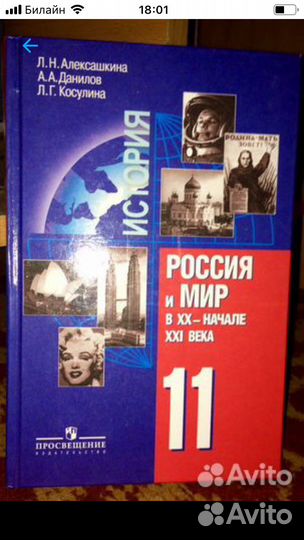 Билайн
18:01
Л.Н.Алексашкина
А.А.Данилов
Л.Г.Косулина
ИСТОРИЯ
РОДИНА-МАТЬ
ЗОВЕТ!
РОССИЯ
и МИР
В XX – НАЧАЛЕ
XXI ВЕКА
11
ПРОСВЕЩЕНИЕ
ИЗДАТЕЛЬСТВО
Avito
Avito